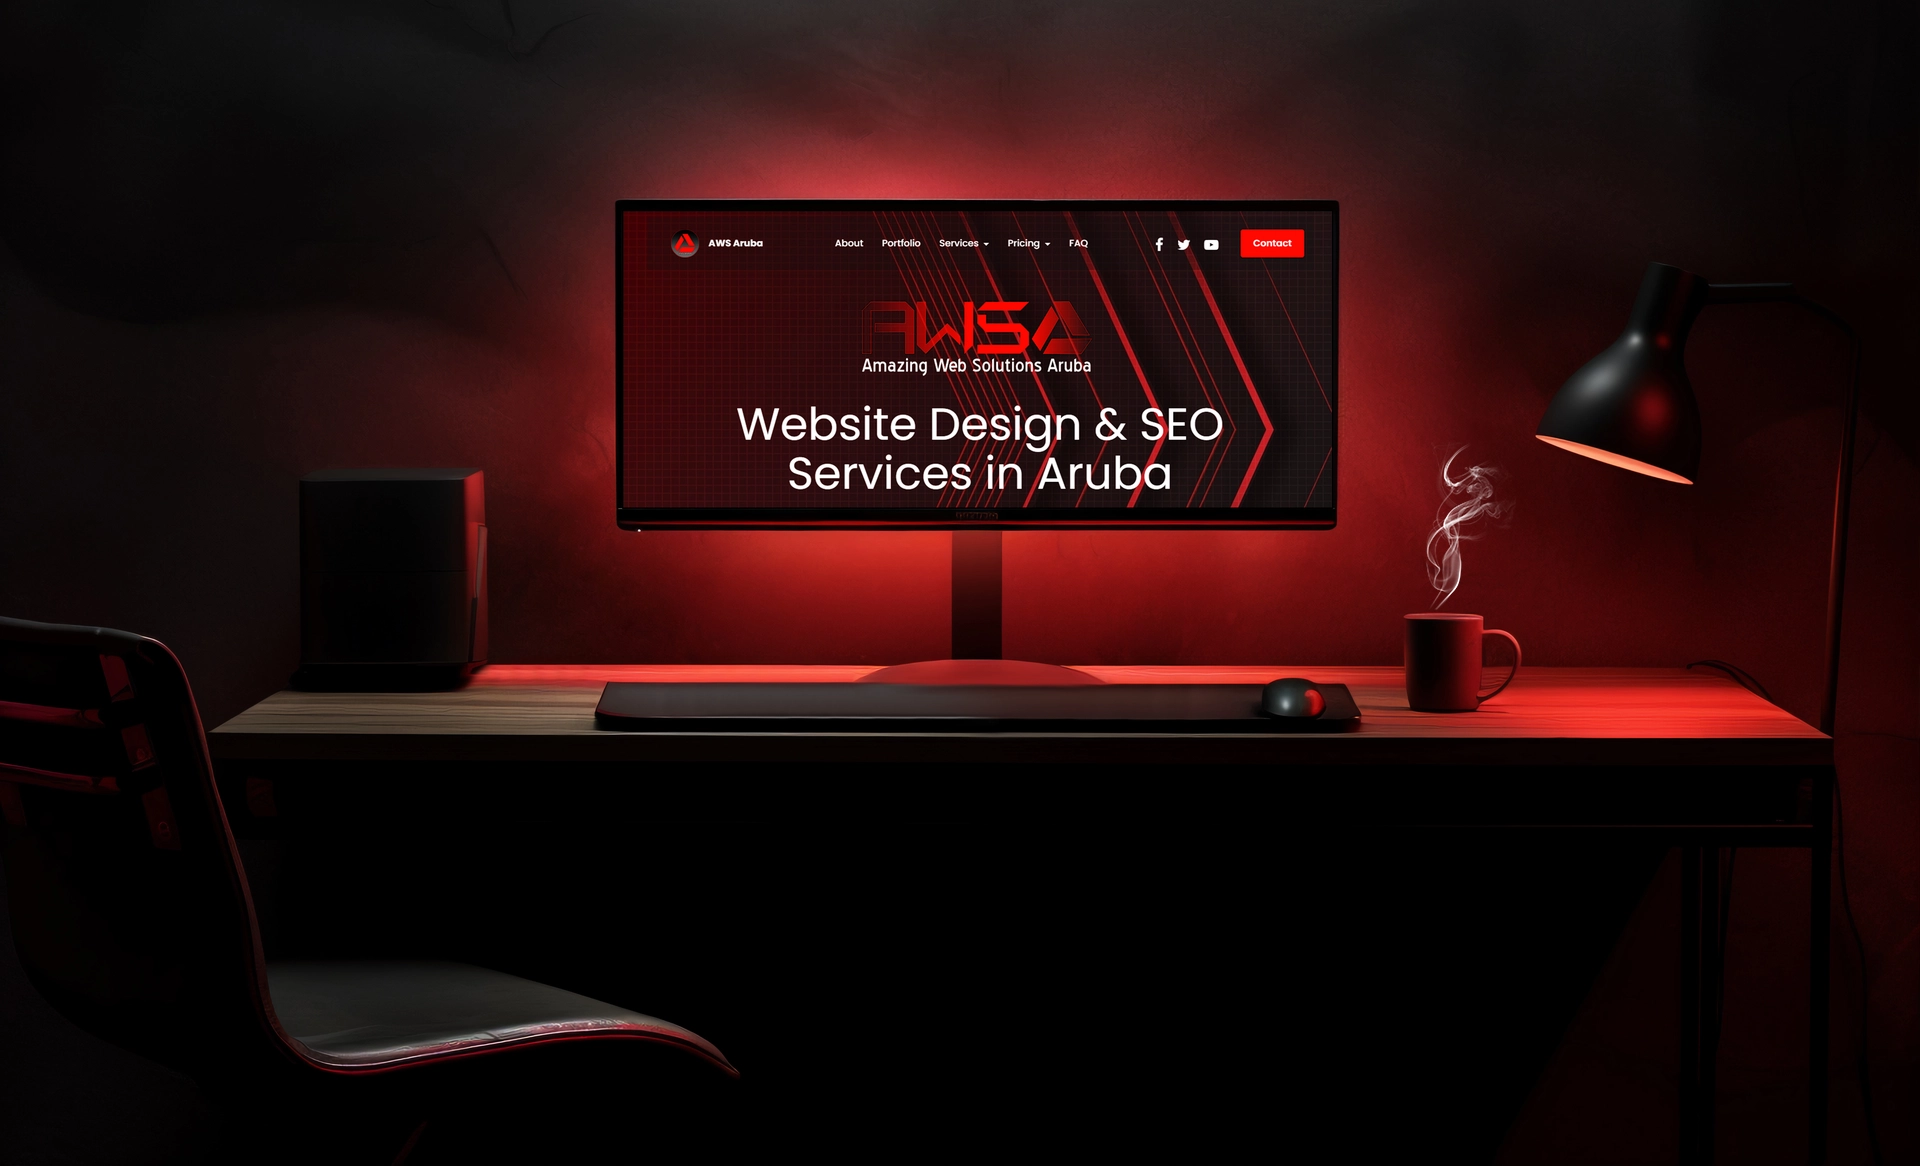 AWS Aruba
About Portfolio Services Pricing FAQ
Contact
AWSA
Amazing Web Solutions Aruba
Website Design & SEO
Services in Aruba